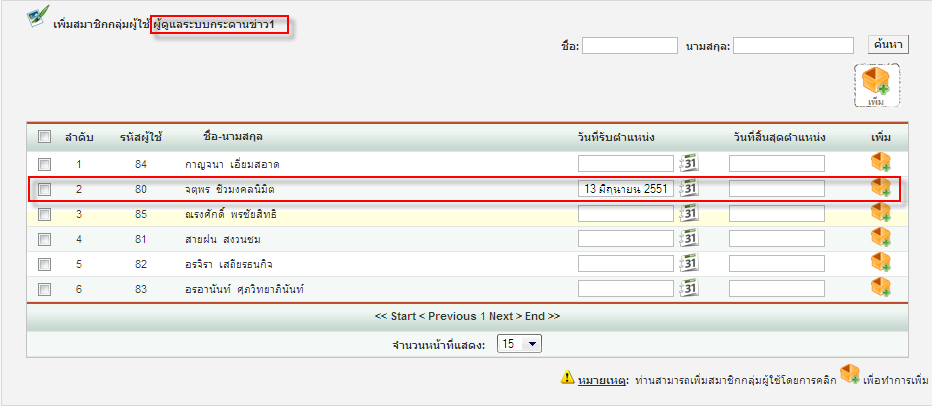 เพิ่มสมาชิกกลุ่มผู้ใช้ ผู้ดูแลระบบกระดานข่าว1
ชื่อ: นามสกุล: ค้นหา
เพิ่ม
ลำดับ รหัสผู้ใช้ ชื่อ-นามสกุล วันที่รับตำแหน่ง วันที่สิ้นสุดตำแหน่ง เพิ่ม
1 84 กาญจนา เอี่ยมสอาด 31
2 80 จตุพร ชิวมงคลนิมิต 13 มิถุนายน 2551 31
3 85 ณรงศักดิ์ พรชัยสิทธิ 31
4 81 สายฝน สงวนชม 31
5 82 อรจิรา เสถียรธนกิจ 31
6 83 อรอานันท์ ศุภวิทยาภินันท์ 31
<< Start < Previous 1 Next > End >>
จำนวนหน้าที่แสดง: 15
หมายเหตุ: ท่านสามารถเพิ่มสมาชิกกลุ่มผู้ใช้โดยการคลิก เพื่อทำการเพิ่ม